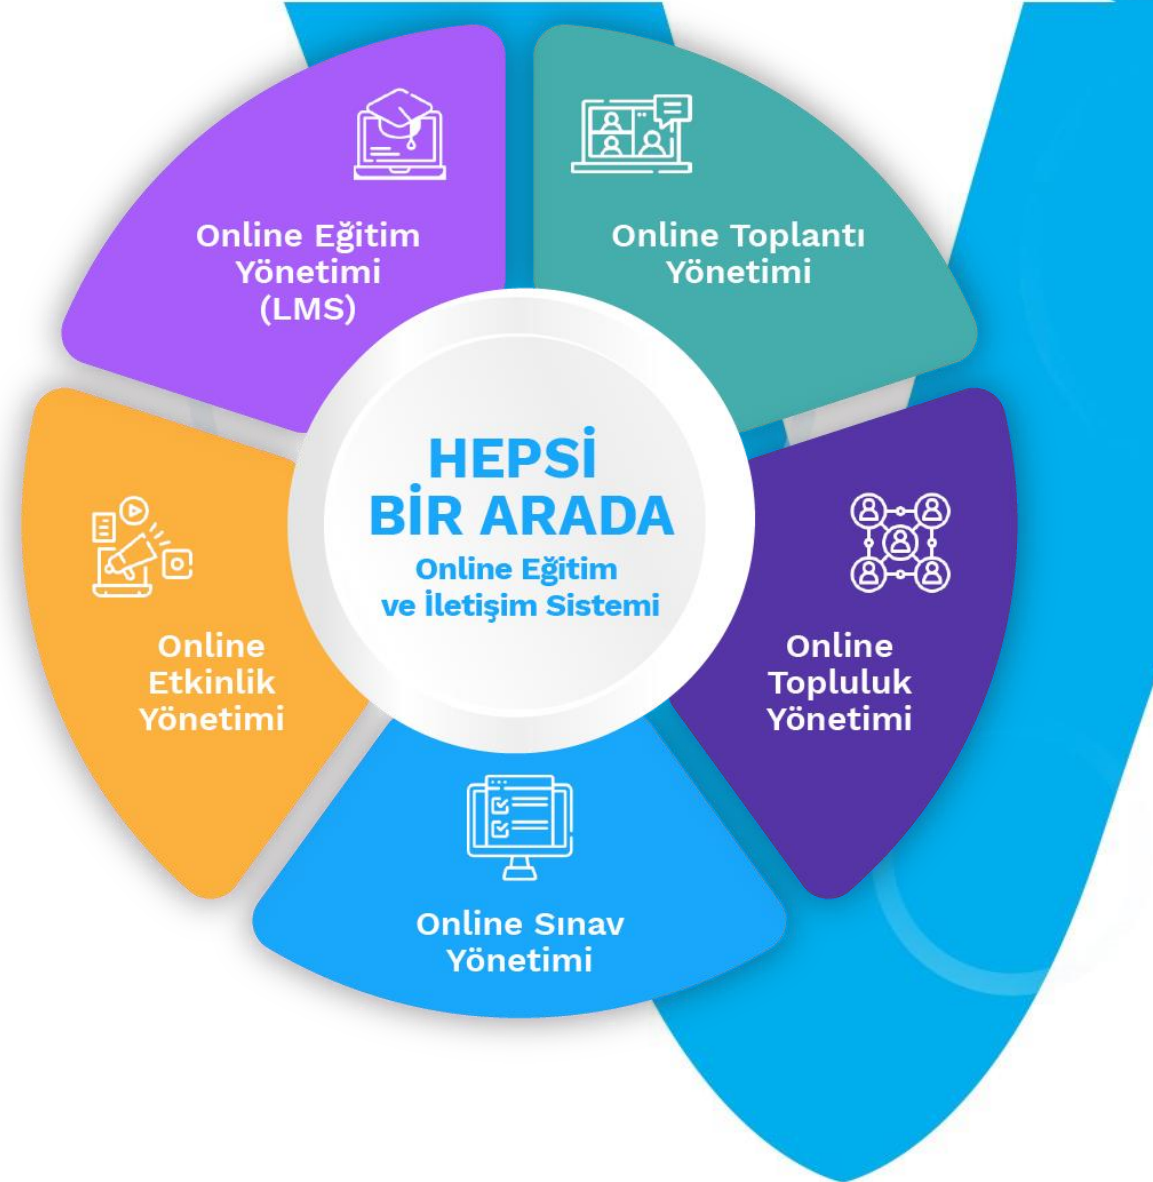 Online Eğitim
Yönetimi
(LMS)
Online Toplantı
Yönetimi
HEPSİ
BİR ARADA
Online Eğitim
ve İletişim Sistemi
Online
Etkinlik
Yönetimi
Online
Topluluk
Yönetimi
Online Sınav
Yönetimi